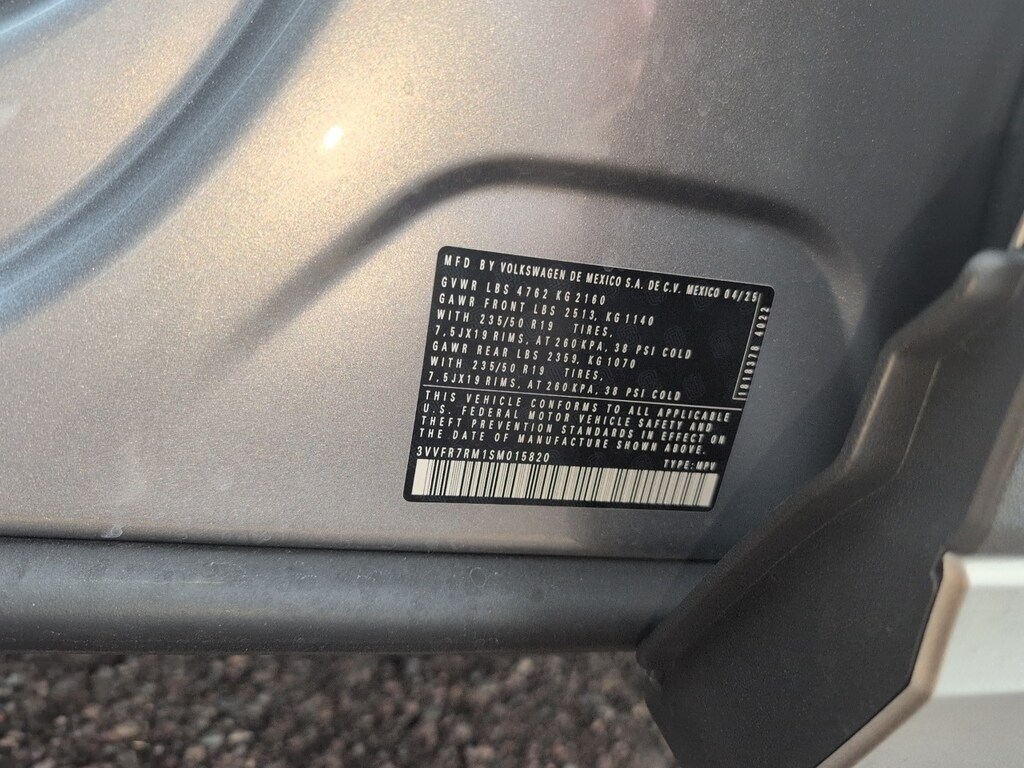 MFD BY VOLKSWAGEN DE MEXICO S.A. DE C.V. MEXICO 04/25
GVWR LBS 4762 KG 2160
GAWR FRONT LBS 2513, KG 1140
WITH 235/50 R19 TIRES,
7,5JX19 RIMS, AT 260 KPA, 38 PSI COLD
GAWR REAR LBS 2359, KG 1070
WITH 235/50 R19 TIRES,
7,5JX19 RIMS, AT 260 KPA, 38 PSI COLD
THIS VEHICLE CONFORMS TO ALL APPLICABLE
U.S. FEDERAL MOTOR VEHICLE SAFETY AND
THEFT PREVENTION STANDARDS IN EFFECT ON
THE DATE OF MANUFACTURE SHOWN ABOVE.
3VVFR7RM1SM015820 TYPE: MPV